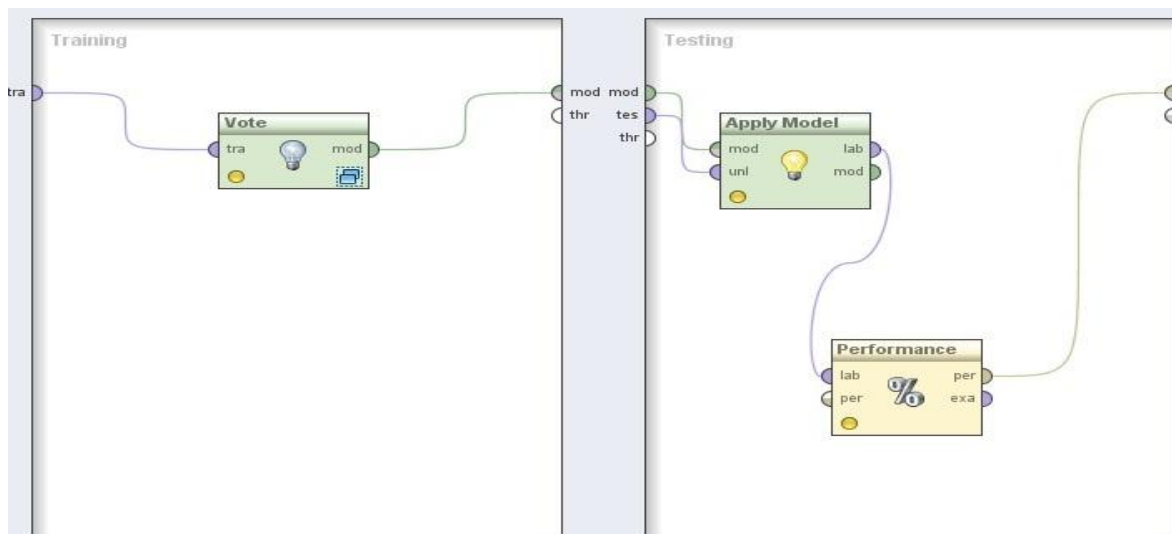 Training
tra
Vote
tra mod
mod
thr
Testing
mod
tes
thr
Apply Model
mod lab
unl mod
Performance
lab per
per exa
%